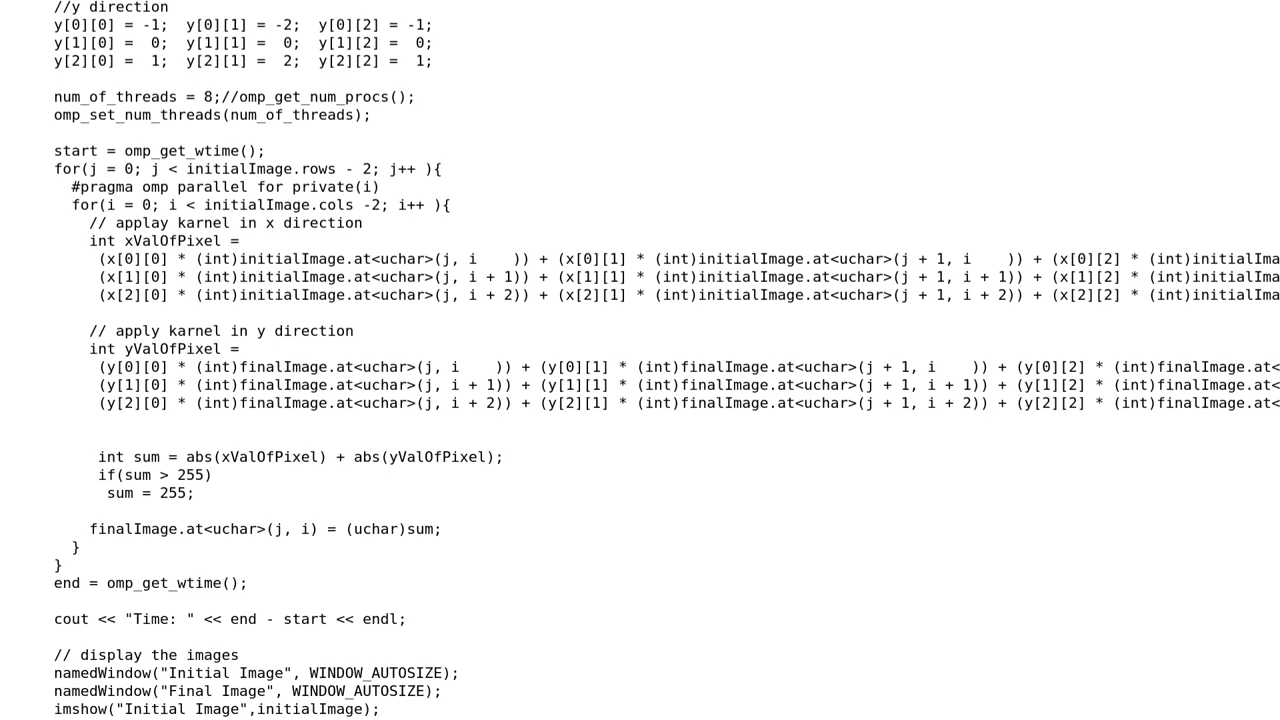 //y direction
y[0][0] = -1;  y[0][1] = -2;  y[0][2] = -1;
y[1][0] =  0;  y[1][1] =  0;  y[1][2] =  0;
y[2][0] =  1;  y[2][1] =  2;  y[2][2] =  1;
num_of_threads = 8;//omp_get_num_procs();
omp_set_num_threads(num_of_threads);
start = omp_get_wtime();
for(j = 0; j < initialImage.rows - 2; j++ ){
#pragma omp parallel for private(i)
for(i = 0; i < initialImage.cols -2; i++ ){
// applay karnel in x direction
int xValOfPixel =
(x[0][0] * (int)initialImage.at<uchar>(j, i    )) + (x[0][1] * (int)initialImage.at<uchar>(j + 1, i    )) + (x[0][2] * (int)initialIma
(x[1][0] * (int)initialImage.at<uchar>(j, i + 1)) + (x[1][1] * (int)initialImage.at<uchar>(j + 1, i + 1)) + (x[1][2] * (int)initialIma
(x[2][0] * (int)initialImage.at<uchar>(j, i + 2)) + (x[2][1] * (int)initialImage.at<uchar>(j + 1, i + 2)) + (x[2][2] * (int)initialIma
// apply karnel in y direction
int yValOfPixel =
(y[0][0] * (int)finalImage.at<uchar>(j, i    )) + (y[0][1] * (int)finalImage.at<uchar>(j + 1, i    )) + (y[0][2] * (int)finalImage.at<
(y[1][0] * (int)finalImage.at<uchar>(j, i + 1)) + (y[1][1] * (int)finalImage.at<uchar>(j + 1, i + 1)) + (y[1][2] * (int)finalImage.at<
(y[2][0] * (int)finalImage.at<uchar>(j, i + 2)) + (y[2][1] * (int)finalImage.at<uchar>(j + 1, i + 2)) + (y[2][2] * (int)finalImage.at<
int sum = abs(xValOfPixel) + abs(yValOfPixel);
if(sum > 255)
sum = 255;
finalImage.at<uchar>(j, i) = (uchar)sum;
}
}
end = omp_get_wtime();
cout << "Time: " << end - start << endl;
// display the images
namedWindow("Initial Image", WINDOW_AUTOSIZE);
namedWindow("Final Image", WINDOW_AUTOSIZE);
imshow("Initial Image",initialImage);